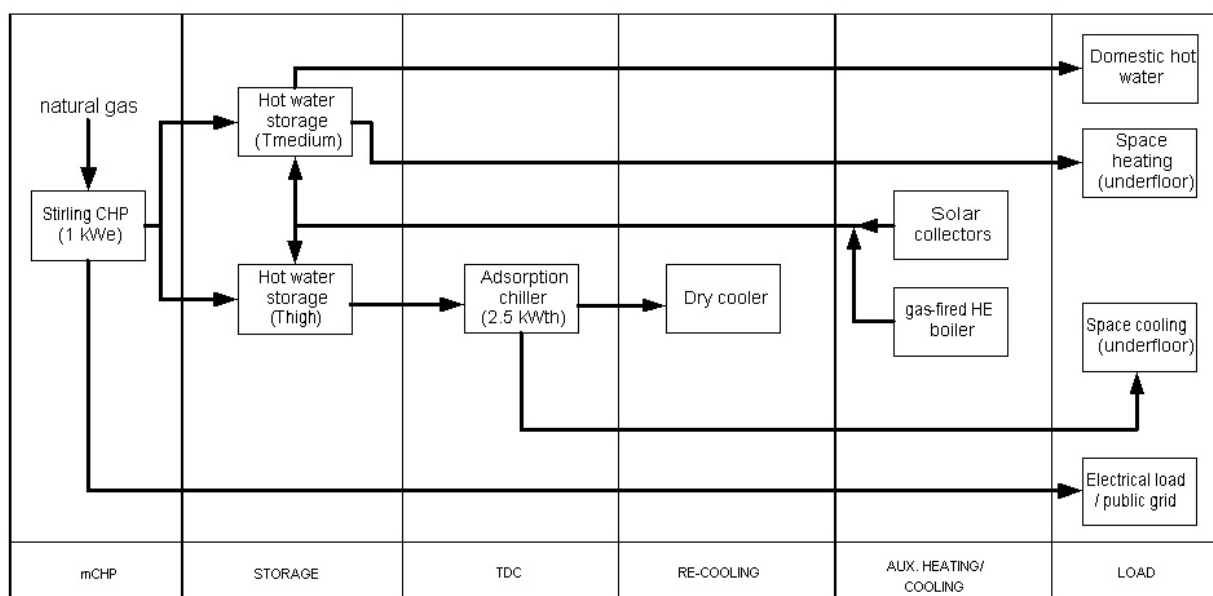 natural gas
Stirling CHP
(1 kWe)
Hot water
storage
(Tmedium)
Hot water
storage
(Thigh)
Adsorption
chiller
(2.5 kWth)
Dry cooler
Solar
collectors
gas-fired HE
boiler
Domestic hot
water
Space
heating
(underfloor)
Space cooling
(underfloor)
Electrical load
/ public grid
mCHP
STORAGE
TDC
RE-COOLING
AUX. HEATING/
COOLING
LOAD